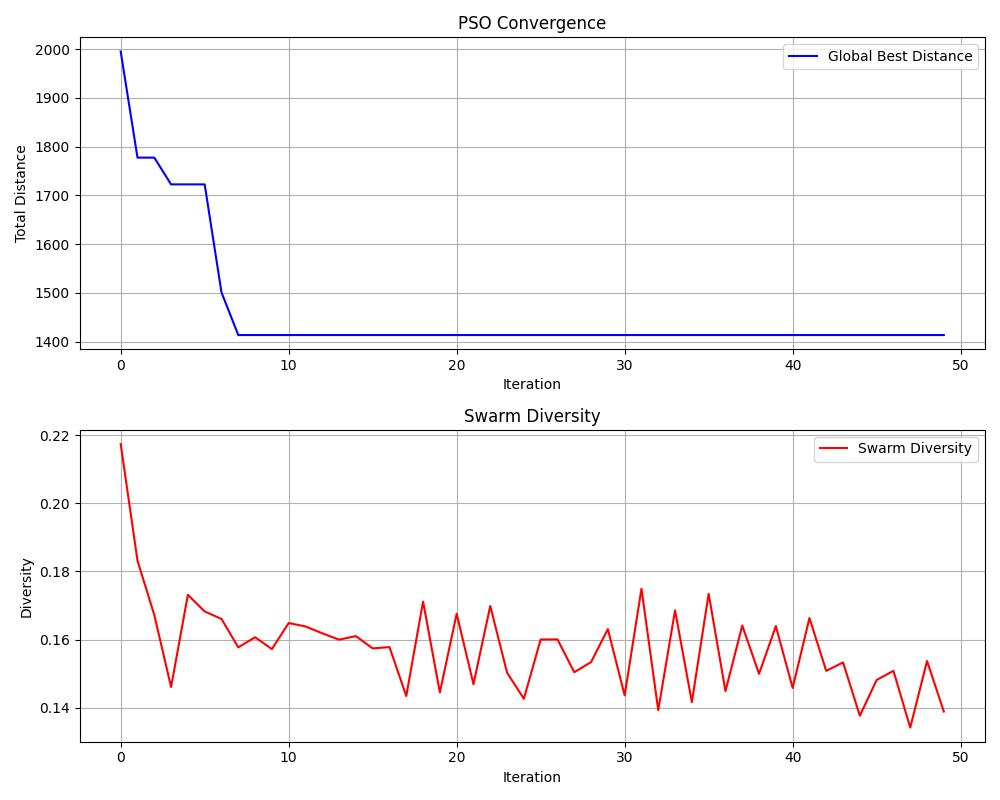 PSO Convergence
Total Distance
2000
1900
1800
1700
1600
1500
1400
Global Best Distance
0 10 20 30 40 50
Iteration
Swarm Diversity
Diversity
0.22
0.20
0.18
0.16
0.14
Swarm Diversity
0 10 20 30 40 50
Iteration